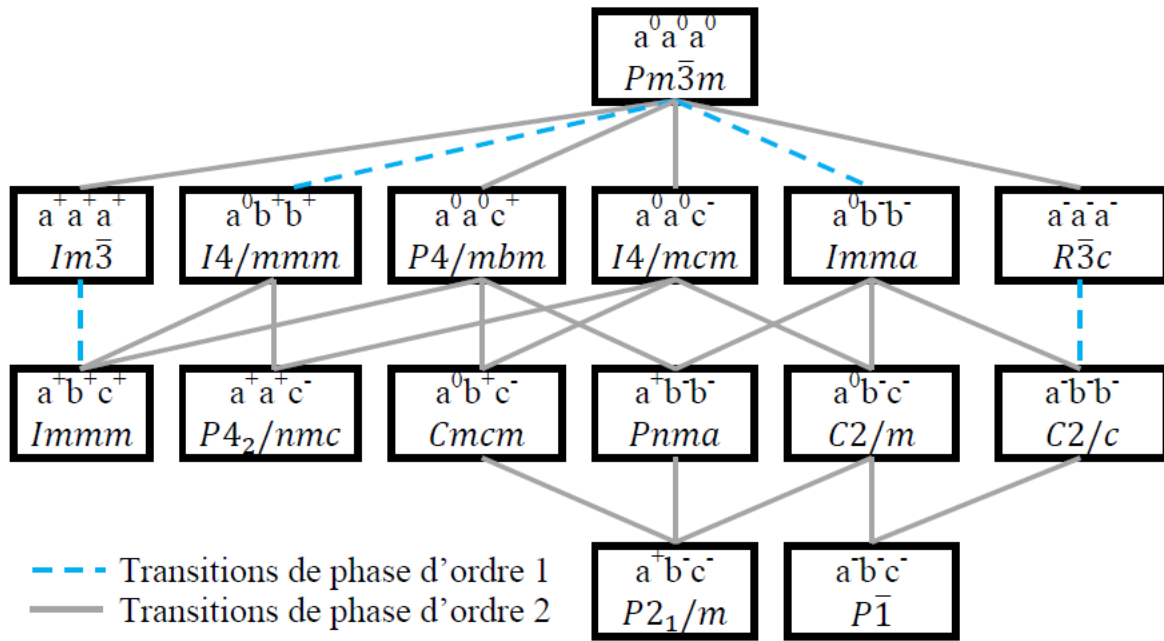 a⁰a⁰a⁰
Pm3̅m
a⁺a⁺a⁺
Im3̅
a⁰b⁺b⁺
I4/mmm
a⁰a⁰c⁺
P4/mbm
a⁰a⁰c⁻
I4/mcm
a⁰b⁻b⁻
Imma
a⁻a⁻a⁻
R3̅c
a⁺b⁺c⁺
Immm
a⁺a⁺c⁻
P4₂/nmc
a⁰b⁺c⁻
Cmcm
a⁺b⁻b⁻
Pnma
a⁰b⁻c⁻
C2/m
a⁻b⁻b⁻
C2/c
a⁺b⁻c⁻
P2₁/m
a⁻b⁻c⁻
P1̅
Transitions de phase d'ordre 1
Transitions de phase d'ordre 2